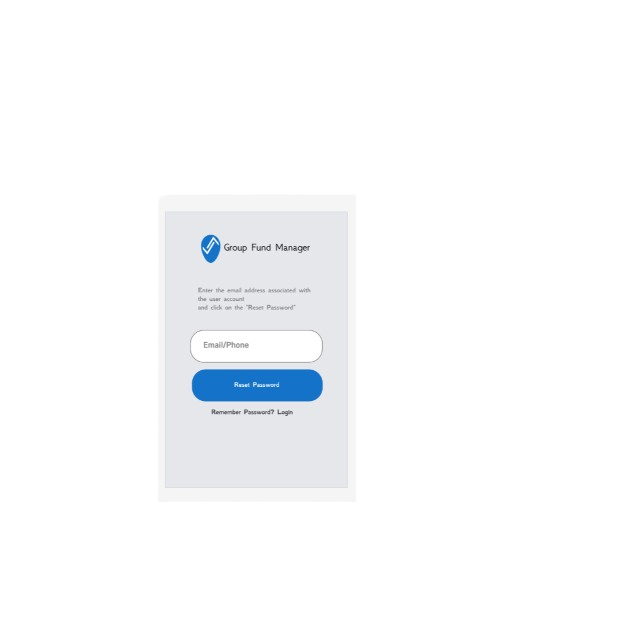 Group Fund Manager
Enter the email address associated with
the user account
and click on the "Reset Password"
Email/Phone
Reset Password
Remember Password? Login